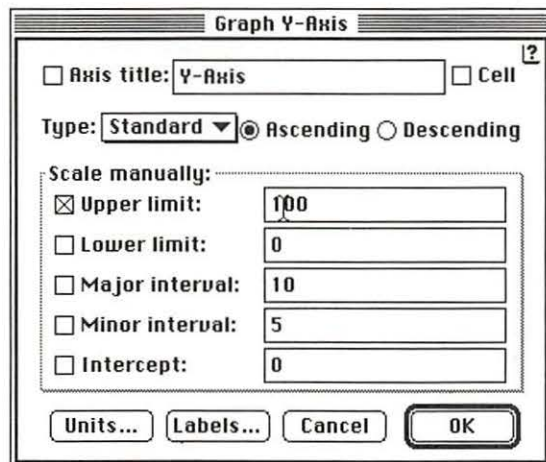 Graph Y-Axis
?
Axis title: Y-Axis Cell
Type: Standard Ascending Descending
Scale manually:
Upper limit: 100
Lower limit: 0
Major interval: 10
Minor interval: 5
Intercept: 0
Units... Labels... Cancel OK